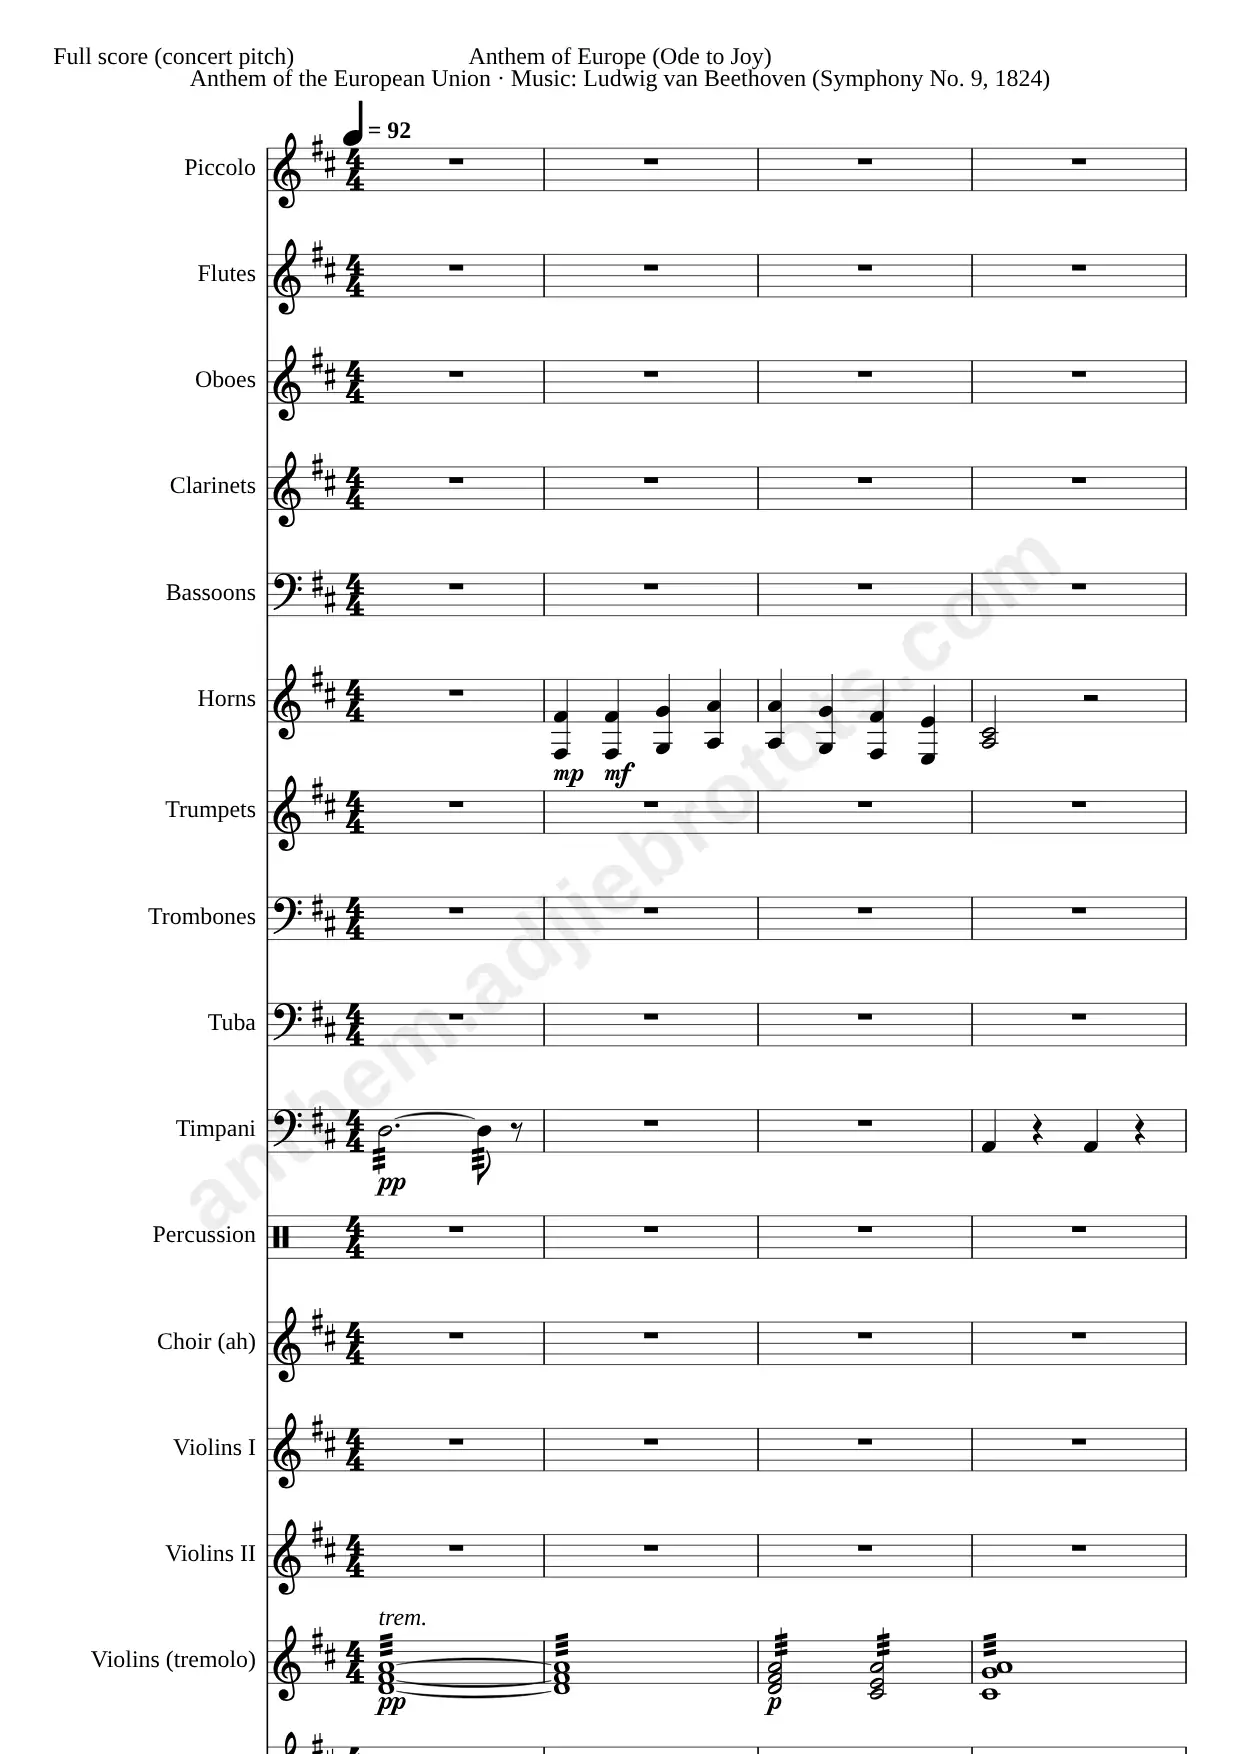 Full score (concert pitch)
Anthem of Europe (Ode to Joy)
Anthem of the European Union · Music: Ludwig van Beethoven (Symphony No. 9, 1824)
= 92
Piccolo
Flutes
Oboes
Clarinets
Bassoons
Horns
mp mf
Trumpets
Trombones
Tuba
Timpani
pp
Percussion
Choir (ah)
Violins I
Violins II
trem.
Violins (tremolo)
pp p
anthem.adjiebrotots.com